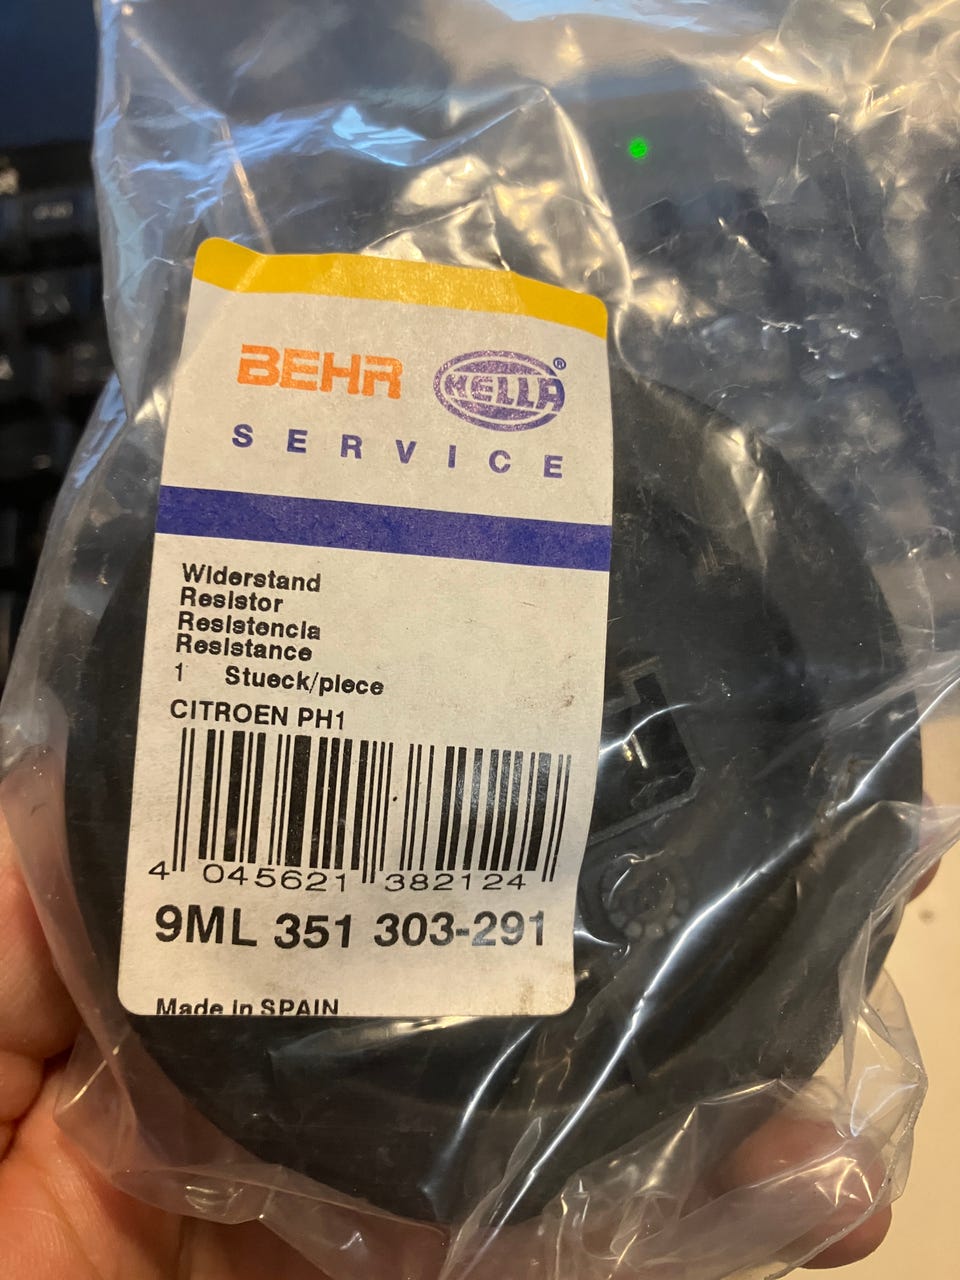 BEHR HELLA®
SERVICE
Widerstand
Resistor
Resistencia
Resistance
1 Stueck/piece
CITROEN PH1
4 045621 382124
9ML 351 303-291
Made in SPAIN